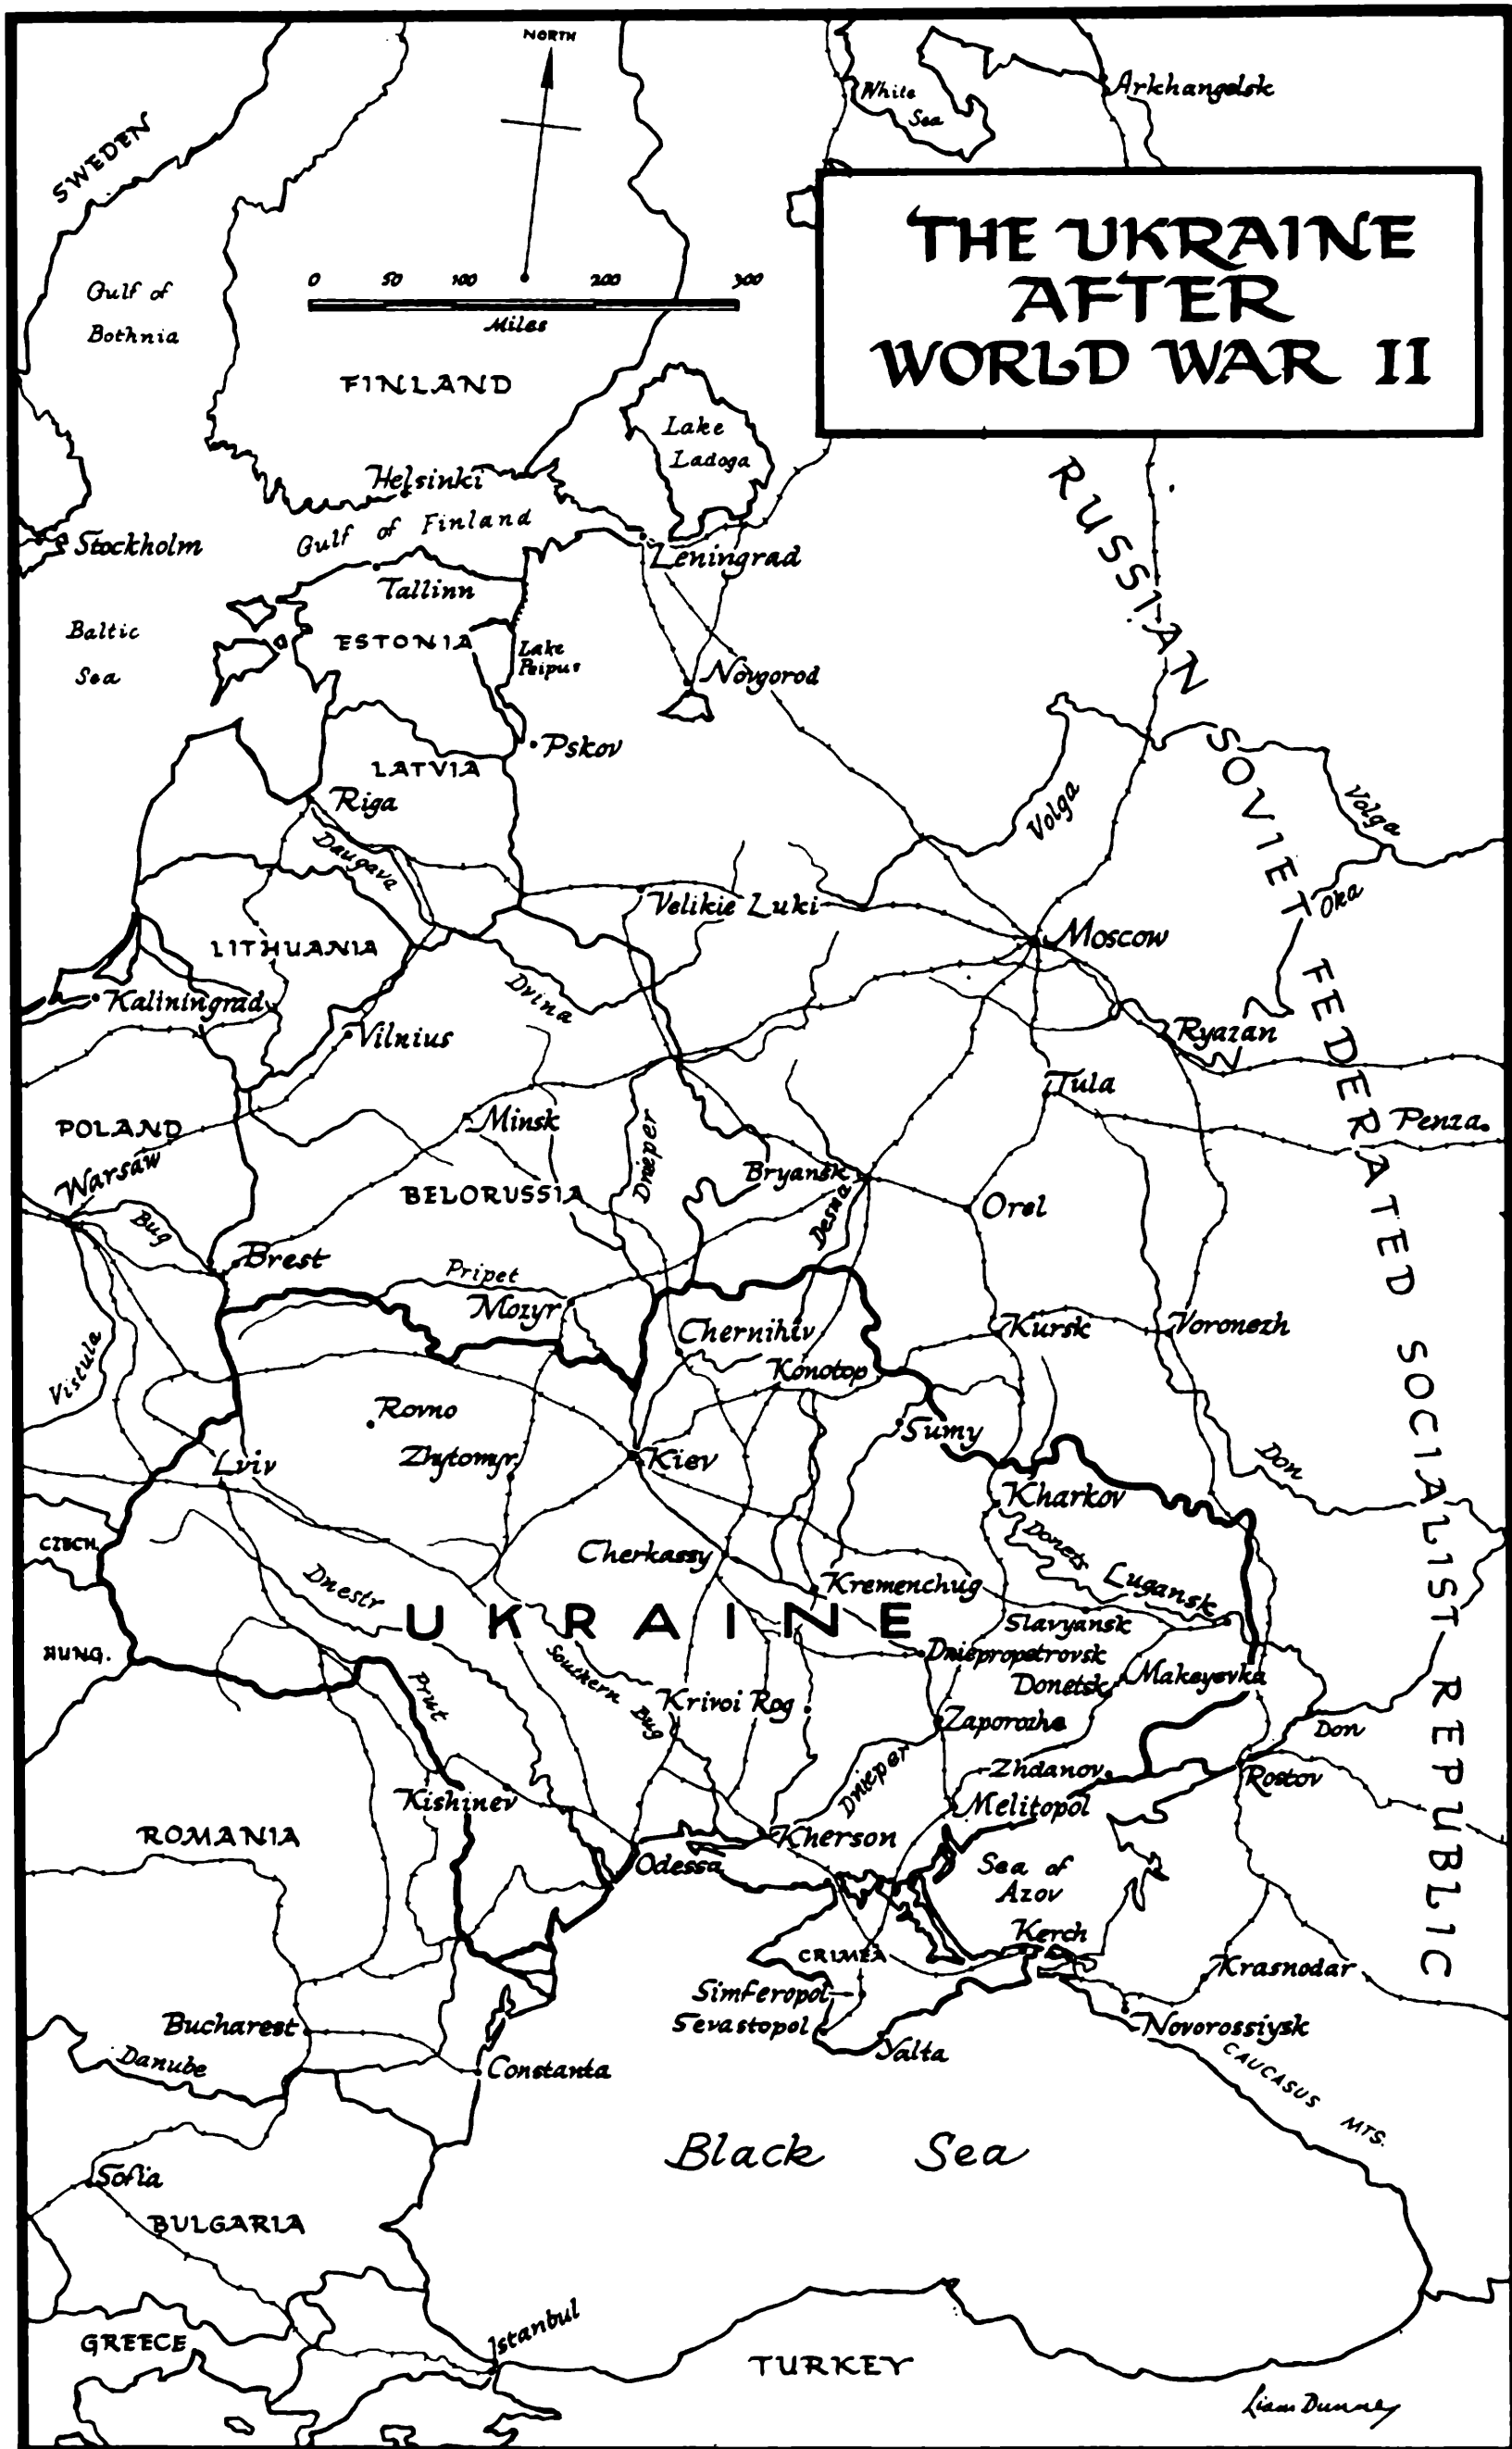 NORTH
White
Sea
Arkhangelsk
SWEDEN
THE UKRAINE
AFTER
WORLD WAR II
0 50 100 200 300
Miles
Gulf of
Bothnia
FINLAND
Lake
Ladoga
Helsinki
Gulf of Finland
Stockholm
Leningrad
Tallinn
Baltic
Sea
ESTONIA
Lake
Peipus
Novgorod
Pskov
LATVIA
Riga
Daugava
Volga
Volga
Velikie Luki
Oka
Moscow
LITHUANIA
Kaliningrad
Drina
Vilnius
Ryazan
Tula
Penza
POLAND
Minsk
Dnieper
Warsaw
Bryansk
BELORUSSIA
Desna
Orel
Bug
Brest
Pripet
Mozyr
Chernihiv
Kursk
Voronezh
Vistula
Konotop
Rovno
Sumy
Zhytomyr
Kiev
Lviv
Don
Kharkov
CZECH.
Donets
Cherkassy
Dnestr
Kremenchug
Lugansk
UKRAINE
Slavyansk
HUNG.
Dniepropetrovsk
Southern Bug
Donetsk
Makeyevka
Prut
Krivoi Rog
Zaporozhe
Don
Dnieper
Zhdanov
Rostov
Kishinev
Melitopol
ROMANIA
Kherson
Odessa
Sea of
Azov
Kerch
CRIMEA
Krasnodar
Simferopol
Sevastopol
Yalta
Novorossiysk
Bucharest
Danube
Constanta
CAUCASUS MTS.
Black Sea
Sofia
BULGARIA
Istanbul
GREECE
TURKEY
RUSSIAN SOVIET FEDERATED SOCIALIST REPUBLIC
Liam Dunne